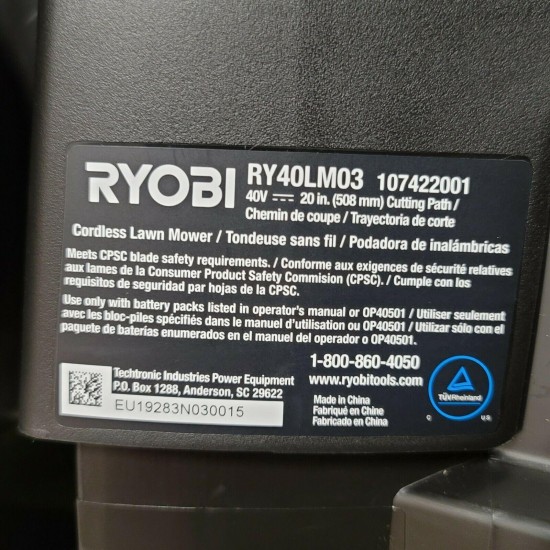 RYOBI
RY40LM03 107422001
40V ⎓ 20 in. (508 mm) Cutting Path /
Chemin de coupe / Trayectoria de corte
Cordless Lawn Mower / Tondeuse sans fil / Podadora de inalámbricas
Meets CPSC blade safety requirements. / Conforme aux exigences de sécurité relatives
aux lames de la Consumer Product Safety Commision (CPSC). / Cumple con los
requisitos de seguridad par hojas de la CPSC.
Use only with battery packs listed in operator's manual or OP40501 / Utiliser seulement
avec les bloc-piles spécifiés dans le manuel d'utilisation ou OP40501 / Utilizar sólo con el
paquete de baterías enumerados en el manuel del operador o OP40501.
Techtronic Industries Power Equipment
P.O. Box 1288, Anderson, SC 29622
EU19283N030015
1-800-860-4050
www.ryobitools.com
Made in China
Fabriqué en Chine
Fabricado en China
TÜVRheinland
C US